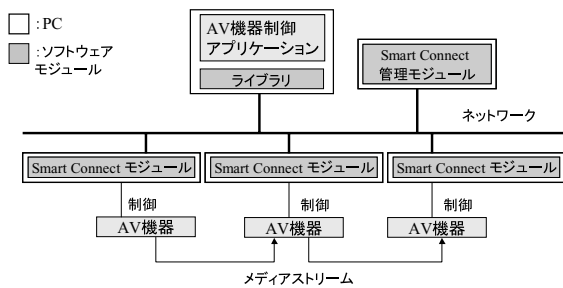 :PC
:ソフトウェア
モジュール
AV機器制御
アプリケーション
ライブラリ
Smart Connect
管理モジュール
ネットワーク
Smart Connect モジュール
Smart Connect モジュール
Smart Connect モジュール
制御
制御
制御
AV機器
AV機器
AV機器
メディアストリーム